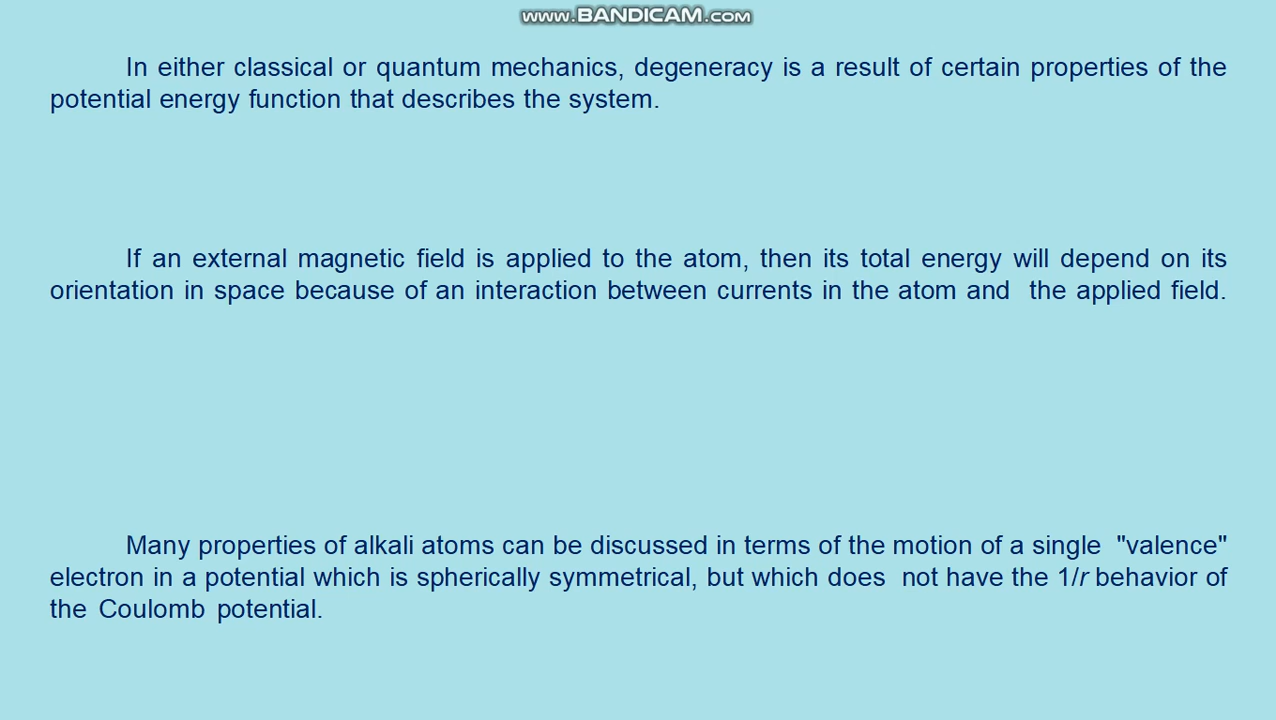 www.BANDICAM.com
In either classical or quantum mechanics, degeneracy is a result of certain properties of the
potential energy function that describes the system.
If an external magnetic field is applied to the atom, then its total energy will depend on its
orientation in space because of an interaction between currents in the atom and the applied field.
Many properties of alkali atoms can be discussed in terms of the motion of a single "valence"
electron in a potential which is spherically symmetrical, but which does not have the 1/r behavior of
the Coulomb potential.